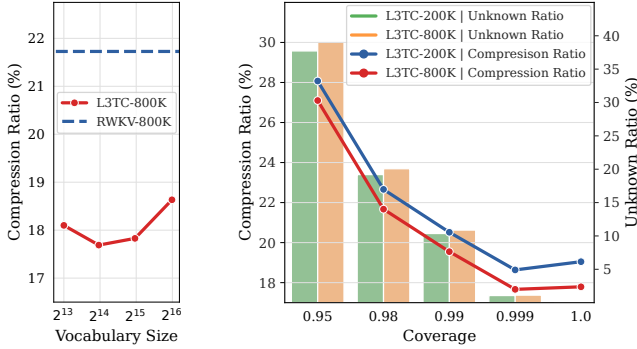 Compression Ratio (%)
22
21
20
19
18
17
L3TC-800K
RWKV-800K
2^13 2^14 2^15 2^16
Vocabulary Size
Compression Ratio (%)
30
28
26
24
22
20
18
L3TC-200K | Unknown Ratio
L3TC-800K | Unknown Ratio
L3TC-200K | Compresison Ratio
L3TC-800K | Compression Ratio
40
35
30
25
20
15
10
5
Unknown Ratio (%)
0.95 0.98 0.99 0.999 1.0
Coverage